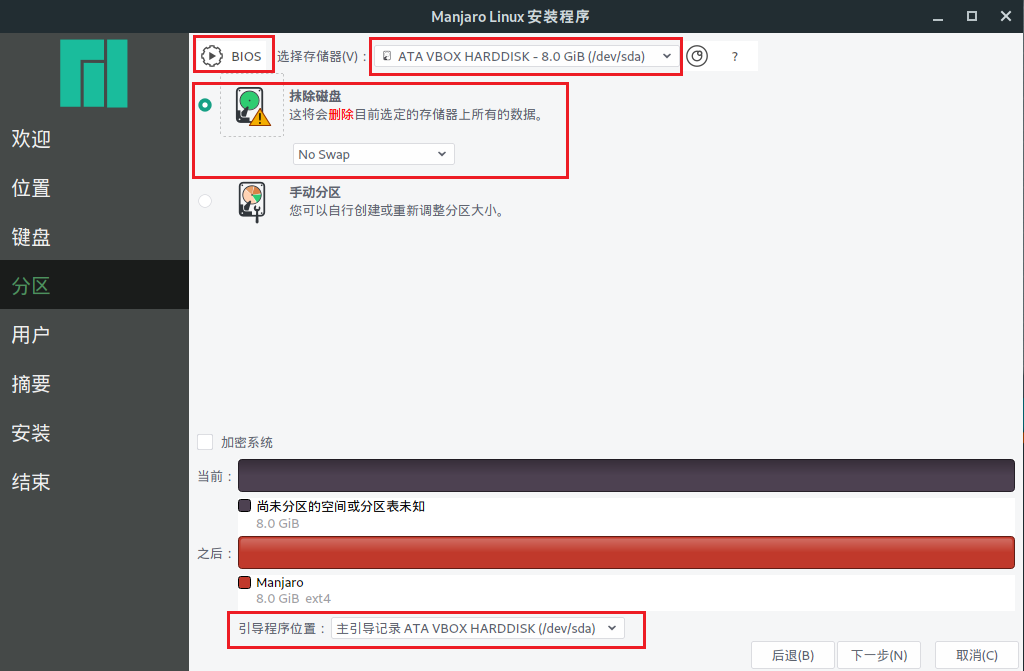 Manjaro Linux 安装程序
欢迎
位置
键盘
分区
用户
摘要
安装
结束
BIOS 选择存储器(V)： ATA VBOX HARDDISK - 8.0 GiB (/dev/sda) ?
抹除磁盘
这将会删除目前选定的存储器上所有的数据。
No Swap
手动分区
您可以自行创建或重新调整分区大小。
加密系统
当前：
尚未分区的空间或分区表未知
8.0 GiB
之后：
Manjaro
8.0 GiB ext4
引导程序位置： 主引导记录 ATA VBOX HARDDISK (/dev/sda)
后退(B) 下一步(N) 取消(C)